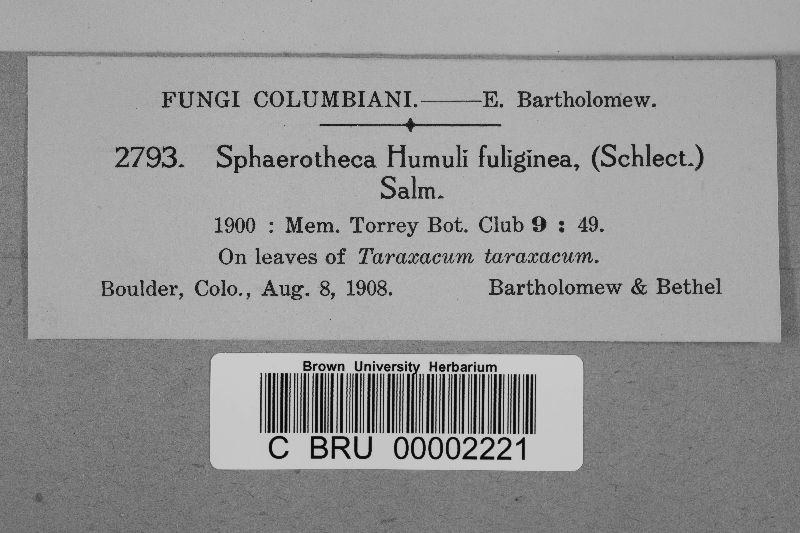 FUNGI COLUMBIANI.——E. Bartholomew.
2793. Sphaerotheca Humuli fuliginea, (Schlect.)
Salm.
1900 : Mem. Torrey Bot. Club 9 : 49.
On leaves of Taraxacum taraxacum.
Boulder, Colo., Aug. 8, 1908. Bartholomew & Bethel
Brown University Herbarium
C BRU 00002221